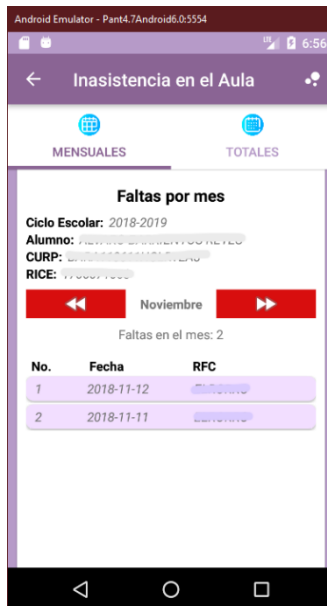 Android Emulator - Pant4.7Android6.0:5554
LTE 6:56
Inasistencia en el Aula
MENSUALES TOTALES
Faltas por mes
Ciclo Escolar: 2018-2019
Alumno:
CURP:
RICE:
Noviembre
Faltas en el mes: 2
No. Fecha RFC
1 2018-11-12
2 2018-11-11